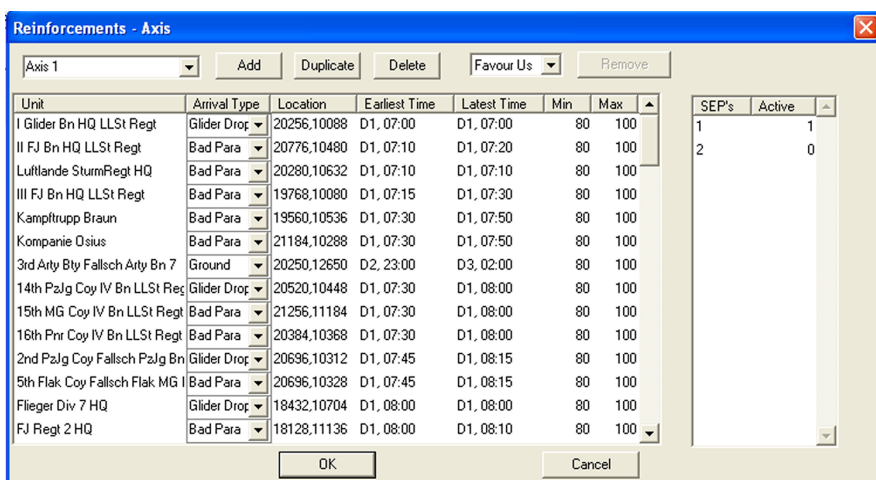 Reinforcements - Axis
Axis 1 Add Duplicate Delete Favour Us Remove
Unit Arrival Type Location Earliest Time Latest Time Min Max SEP's Active
I Glider Bn HQ LLSt Regt Glider Drop 20256,10088 D1, 07:00 D1, 07:00 80 100 1 1
II FJ Bn HQ LLSt Regt Bad Para 20776,10480 D1, 07:10 D1, 07:20 80 100 2 0
Luftlande SturmRegt HQ Bad Para 20280,10632 D1, 07:10 D1, 07:10 80 100
III FJ Bn HQ LLSt Regt Bad Para 19768,10080 D1, 07:15 D1, 07:30 80 100
Kampftrupp Braun Bad Para 19560,10536 D1, 07:30 D1, 07:50 80 100
Kompanie Osius Bad Para 21184,10288 D1, 07:30 D1, 07:50 80 100
3rd Arty Bty Fallsch Arty Bn 7 Ground 20250,12650 D2, 23:00 D3, 02:00 80 100
14th PzJg Coy IV Bn LLSt Reg Glider Drop 20520,10448 D1, 07:30 D1, 08:00 80 100
15th MG Coy IV Bn LLSt Regt Bad Para 21256,11184 D1, 07:30 D1, 08:00 80 100
16th Pnr Coy IV Bn LLSt Regt Bad Para 20384,10368 D1, 07:30 D1, 08:00 80 100
2nd PzJg Coy Fallsch PzJg Bn Glider Drop 20696,10312 D1, 07:45 D1, 08:15 80 100
5th Flak Coy Fallsch Flak MG Bad Para 20696,10328 D1, 07:45 D1, 08:15 80 100
Flieger Div 7 HQ Glider Drop 18432,10704 D1, 08:00 D1, 08:00 80 100
FJ Regt 2 HQ Bad Para 18128,11136 D1, 08:00 D1, 08:10 80 100
OK Cancel